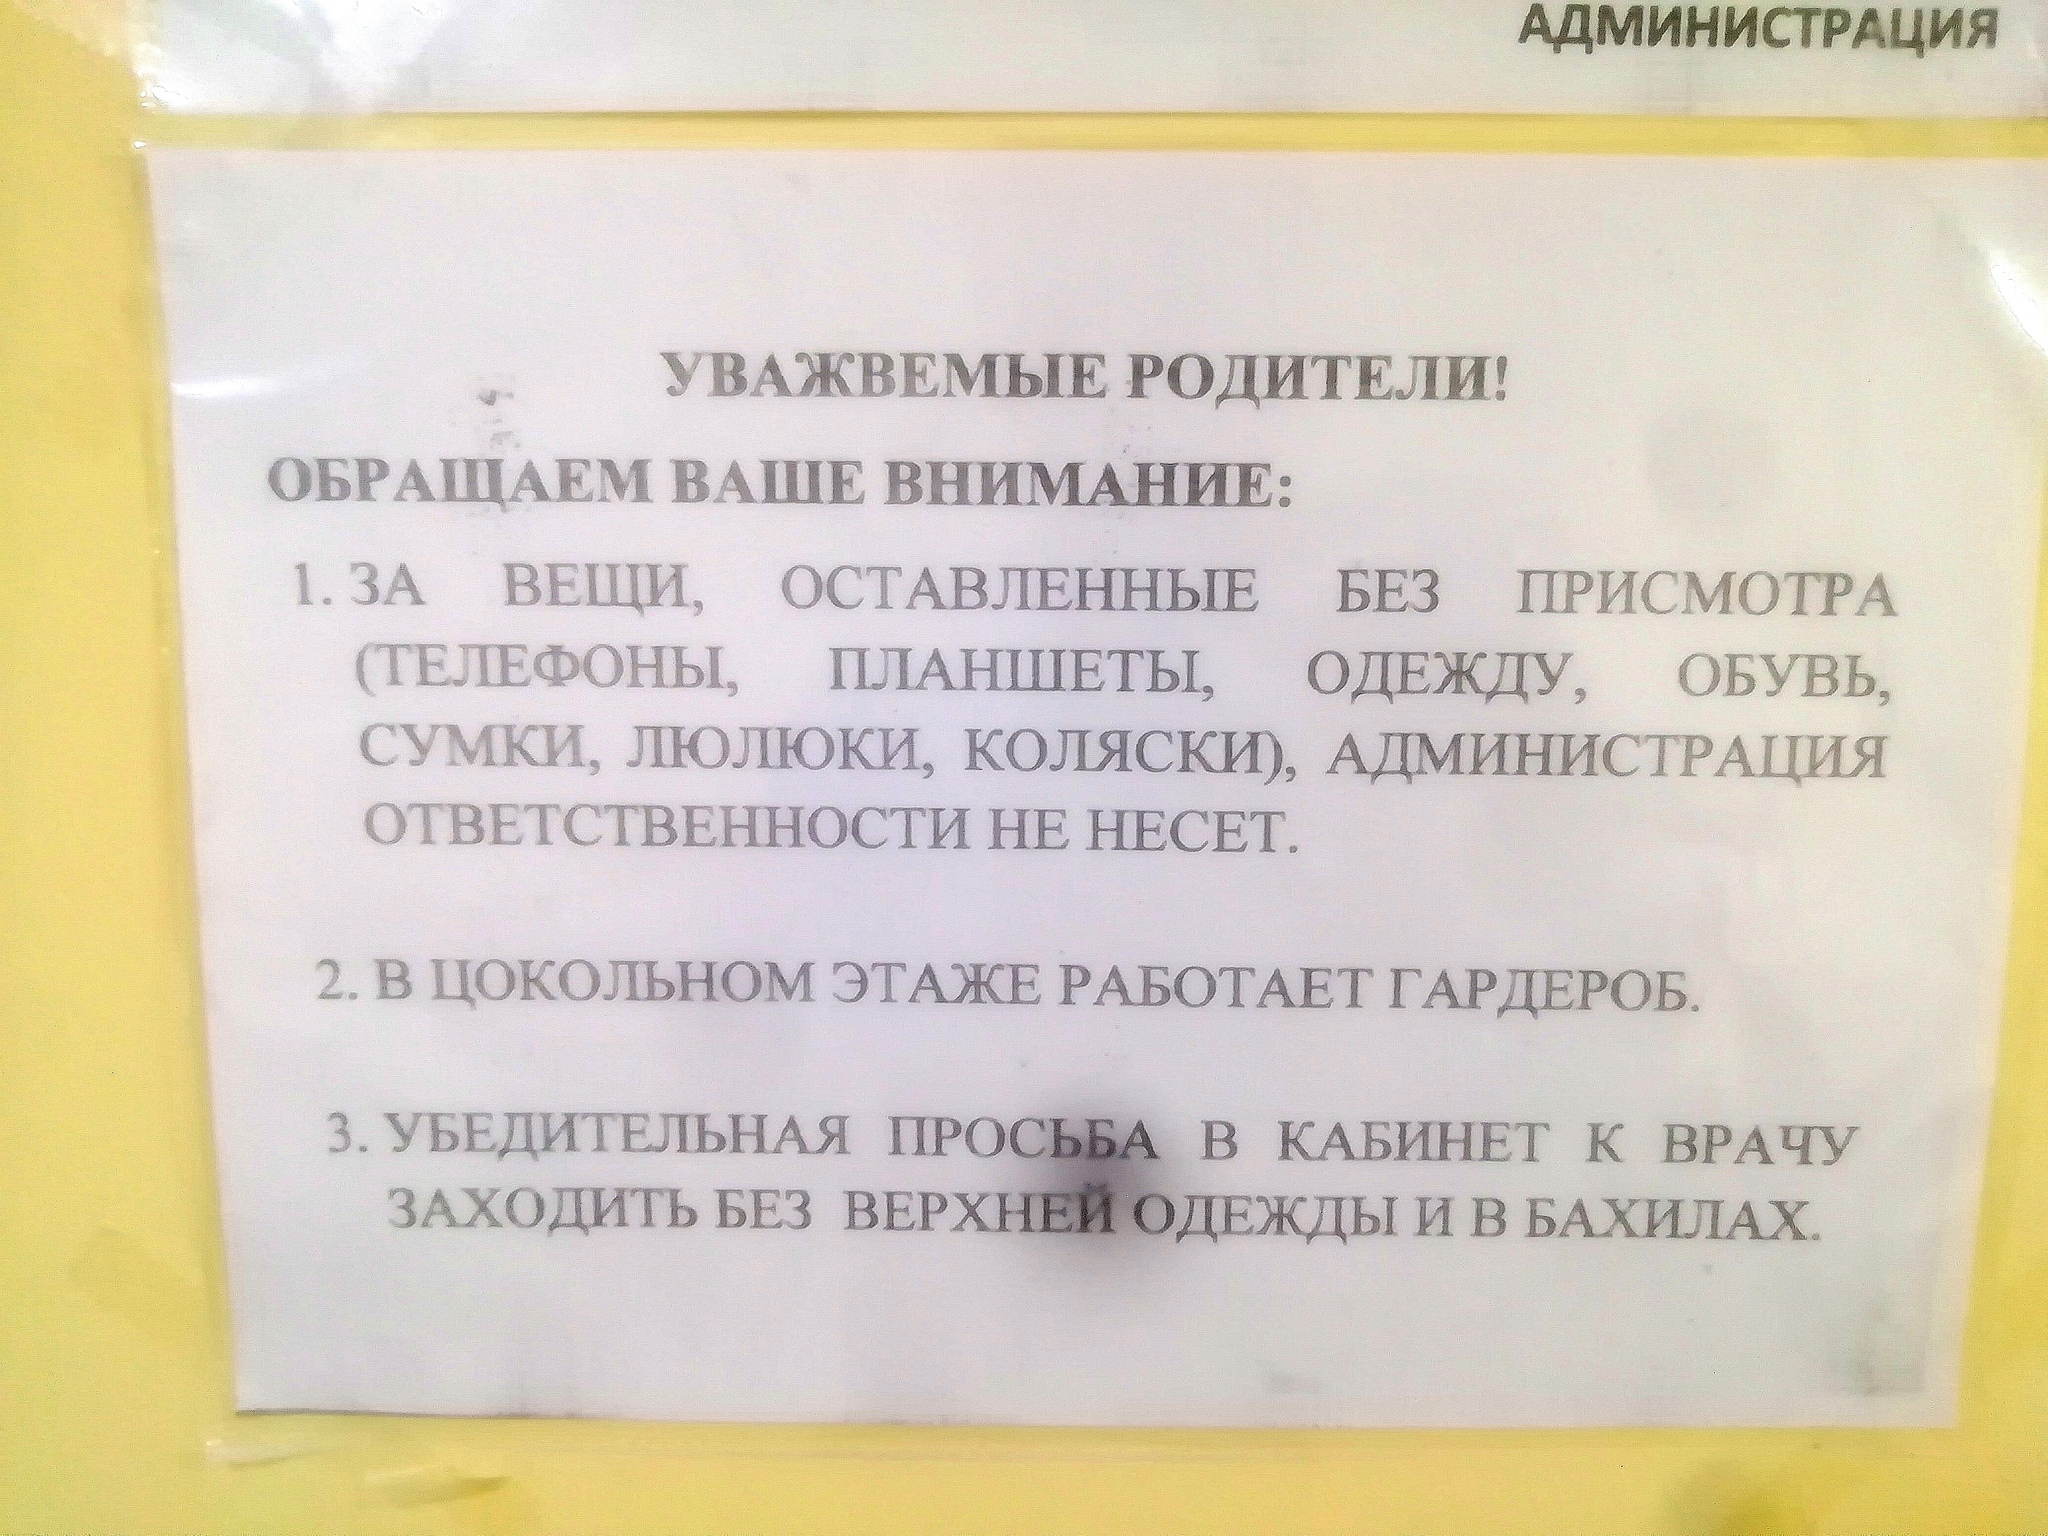 АДМИНИСТРАЦИЯ
УВАЖВЕМЫЕ РОДИТЕЛИ!
ОБРАЩАЕМ ВАШЕ ВНИМАНИЕ:
1. ЗА ВЕЩИ, ОСТАВЛЕННЫЕ БЕЗ ПРИСМОТРА
(ТЕЛЕФОНЫ, ПЛАНШЕТЫ, ОДЕЖДУ, ОБУВЬ,
СУМКИ, ЛЮЛЮКИ, КОЛЯСКИ), АДМИНИСТРАЦИЯ
ОТВЕТСТВЕННОСТИ НЕ НЕСЕТ.
2. В ЦОКОЛЬНОМ ЭТАЖЕ РАБОТАЕТ ГАРДЕРОБ.
3. УБЕДИТЕЛЬНАЯ ПРОСЬБА В КАБИНЕТ К ВРАЧУ
ЗАХОДИТЬ БЕЗ ВЕРХНЕЙ ОДЕЖДЫ И В БАХИЛАХ.